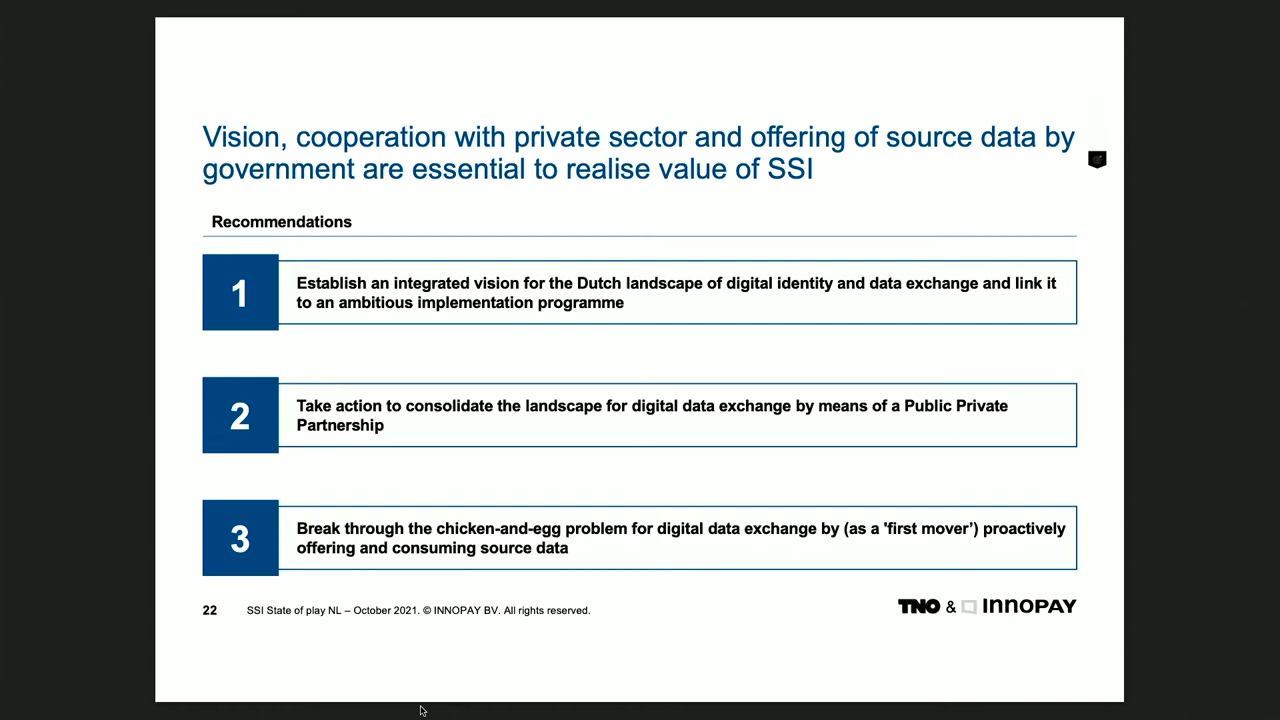 Vision, cooperation with private sector and offering of source data by
government are essential to realise value of SSI
Recommendations
1
Establish an integrated vision for the Dutch landscape of digital identity and data exchange and link it
to an ambitious implementation programme
2
Take action to consolidate the landscape for digital data exchange by means of a Public Private
Partnership
3
Break through the chicken-and-egg problem for digital data exchange by (as a 'first mover’) proactively
offering and consuming source data
22 SSI State of play NL – October 2021. © INNOPAY BV. All rights reserved. TNO & INNOPAY